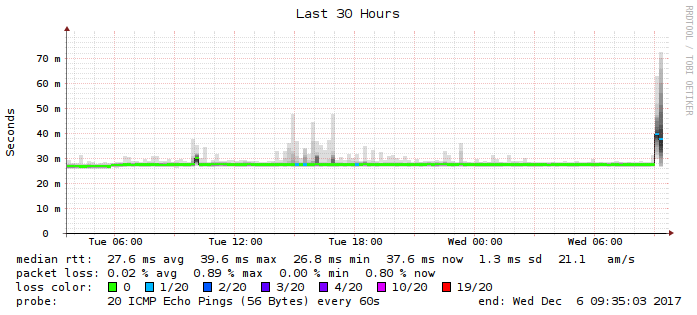 Last 30 Hours
RRDTOOL / TOBI OETIKER
Seconds
70 m
60 m
50 m
40 m
30 m
20 m
10 m
0
Tue 06:00 Tue 12:00 Tue 18:00 Wed 00:00 Wed 06:00
median rtt: 27.6 ms avg 39.6 ms max 26.8 ms min 37.6 ms now 1.3 ms sd 21.1 am/s
packet loss: 0.02 % avg 0.89 % max 0.00 % min 0.80 % now
loss color: 0 1/20 2/20 3/20 4/20 10/20 19/20
probe: 20 ICMP Echo Pings (56 Bytes) every 60s end: Wed Dec 6 09:35:03 2017